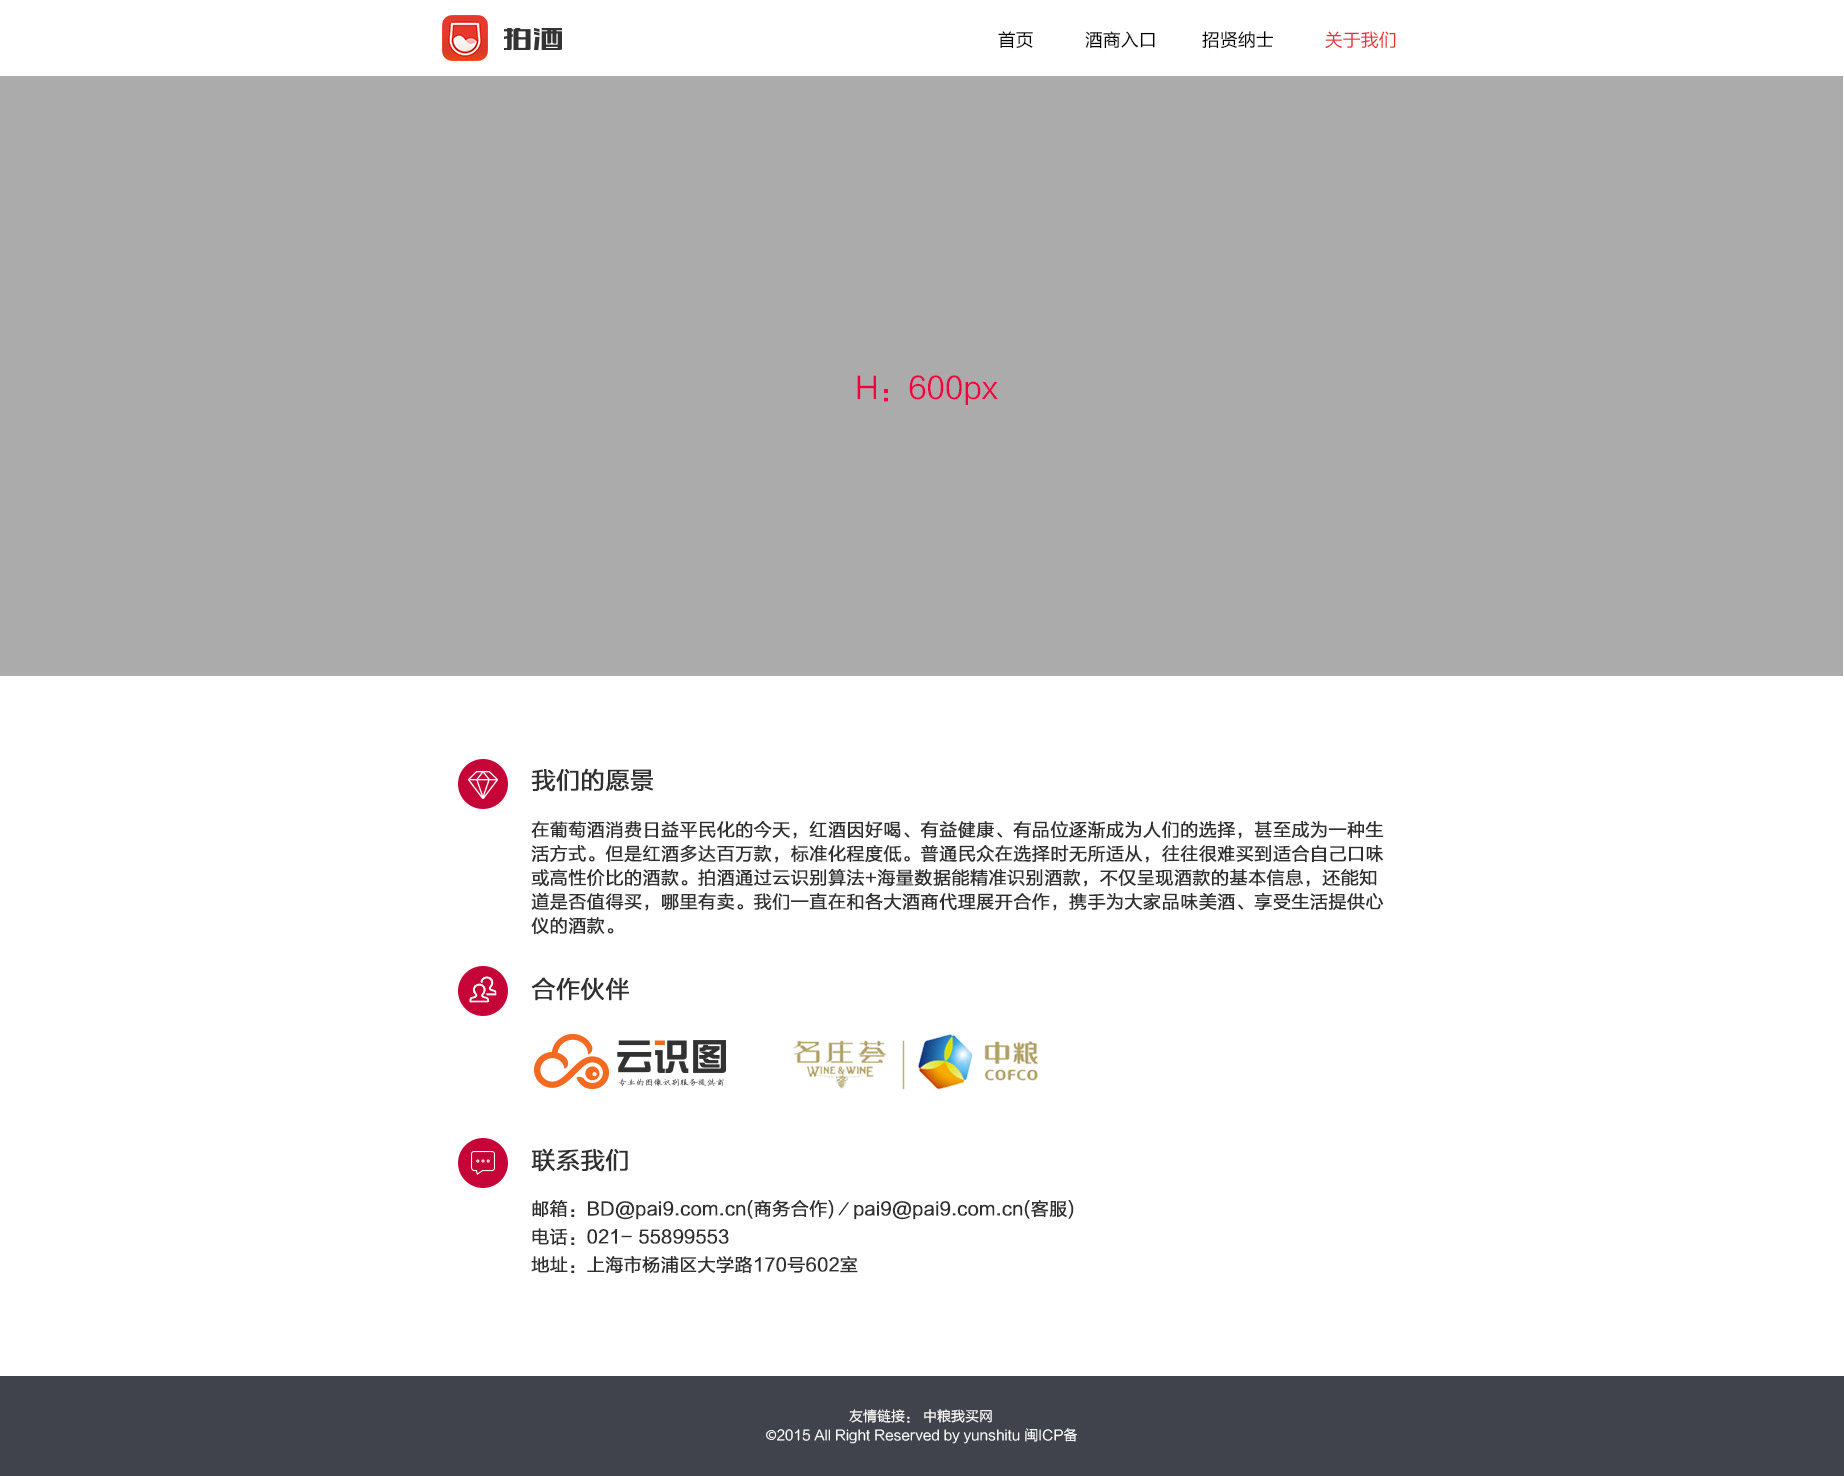 拍酒
首页 酒商入口 招贤纳士 关于我们
H：600px
我们的愿景
在葡萄酒消费日益平民化的今天，红酒因好喝、有益健康、有品位逐渐成为人们的选择，甚至成为一种生
活方式。但是红酒多达百万款，标准化程度低。普通民众在选择时无所适从，往往很难买到适合自己口味
或高性价比的酒款。拍酒通过云识别算法+海量数据能精准识别酒款，不仅呈现酒款的基本信息，还能知
道是否值得买，哪里有卖。我们一直在和各大酒商代理展开合作，携手为大家品味美酒、享受生活提供心
仪的酒款。
合作伙伴
云识图
专业的图像识别服务提供商
名庄荟
WINE&WINE
中粮
COFCO
联系我们
邮箱：BD@pai9.com.cn(商务合作)／pai9@pai9.com.cn(客服)
电话：021- 55899553
地址：上海市杨浦区大学路170号602室
友情链接： 中粮我买网
©2015 All Right Reserved by yunshitu 闽ICP备